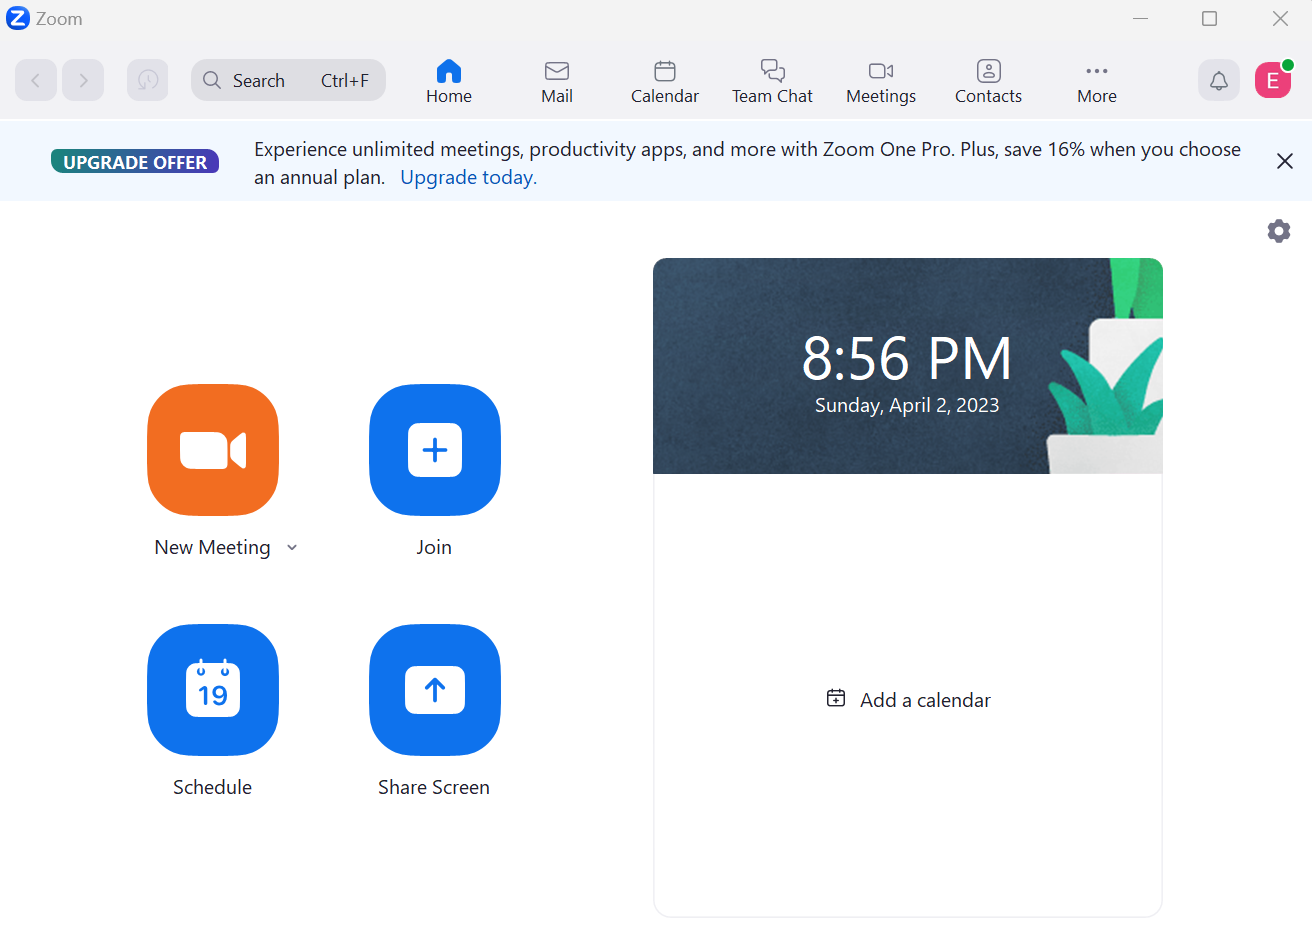 Zoom
Search Ctrl+F
Home
Mail
Calendar
Team Chat
Meetings
Contacts
More
E
UPGRADE OFFER
Experience unlimited meetings, productivity apps, and more with Zoom One Pro. Plus, save 16% when you choose
an annual plan. Upgrade today.
8:56 PM
Sunday, April 2, 2023
New Meeting
Join
19
Schedule
Share Screen
Add a calendar